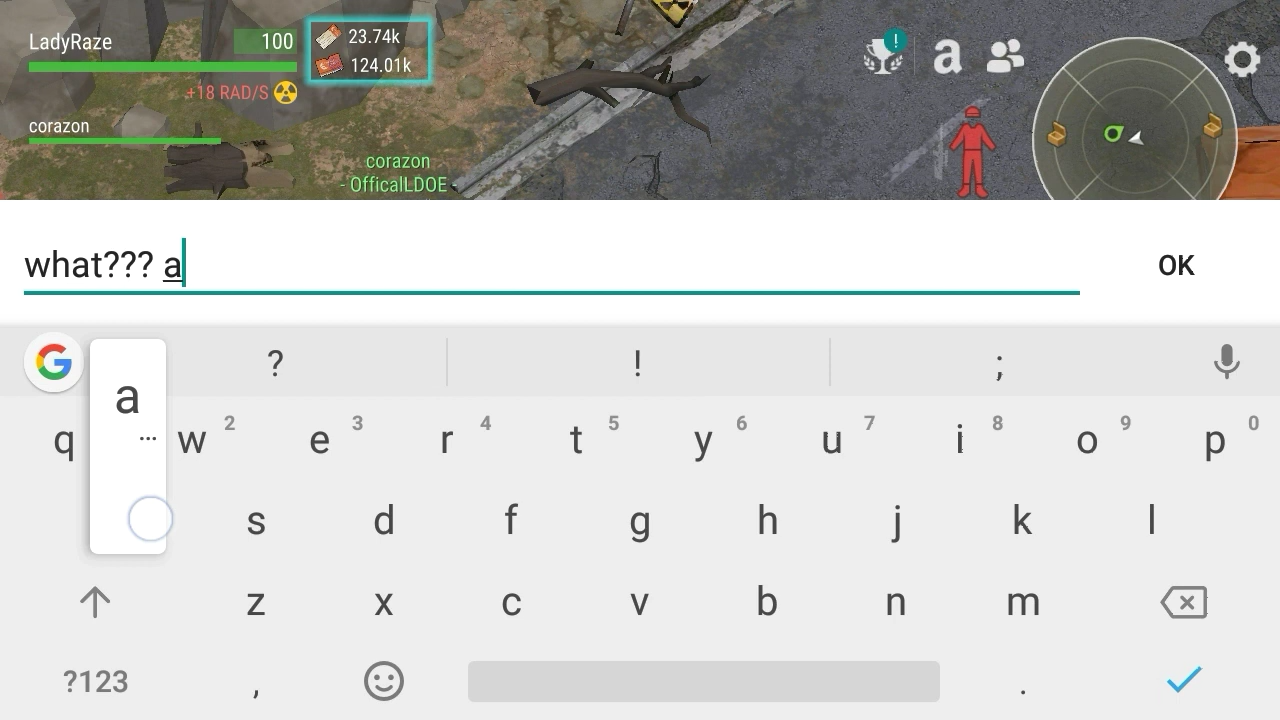 LadyRaze 100
23.74k
124.01k
+18 RAD/S
corazon
corazon
- OfficalLDOE -
!
a
what??? a
OK
G ? ! ;
a
...
q w 2 e 3 r 4 t 5 y 6 u 7 i 8 o 9 p 0
s d f g h j k l
z x c v b n m
?123 , .